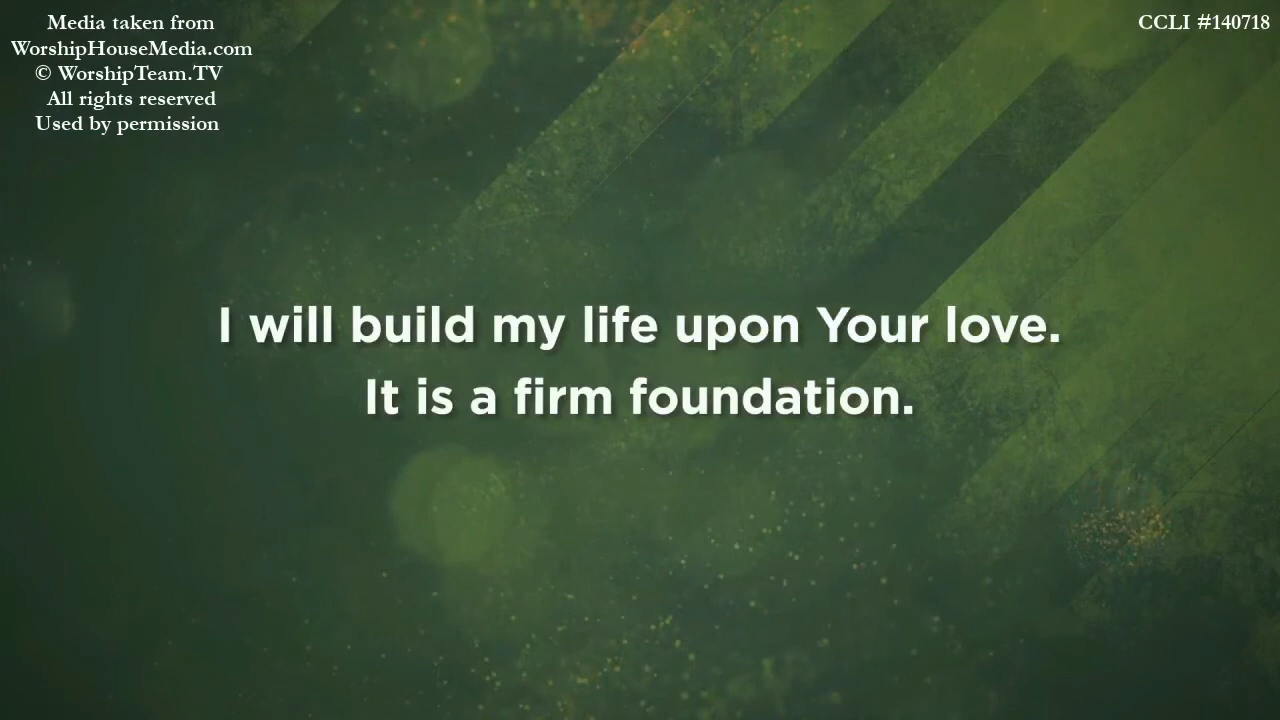 Media taken from
WorshipHouseMedia.com
© WorshipTeam.TV
All rights reserved
Used by permission
CCLI #140718
I will build my life upon Your love.
It is a firm foundation.